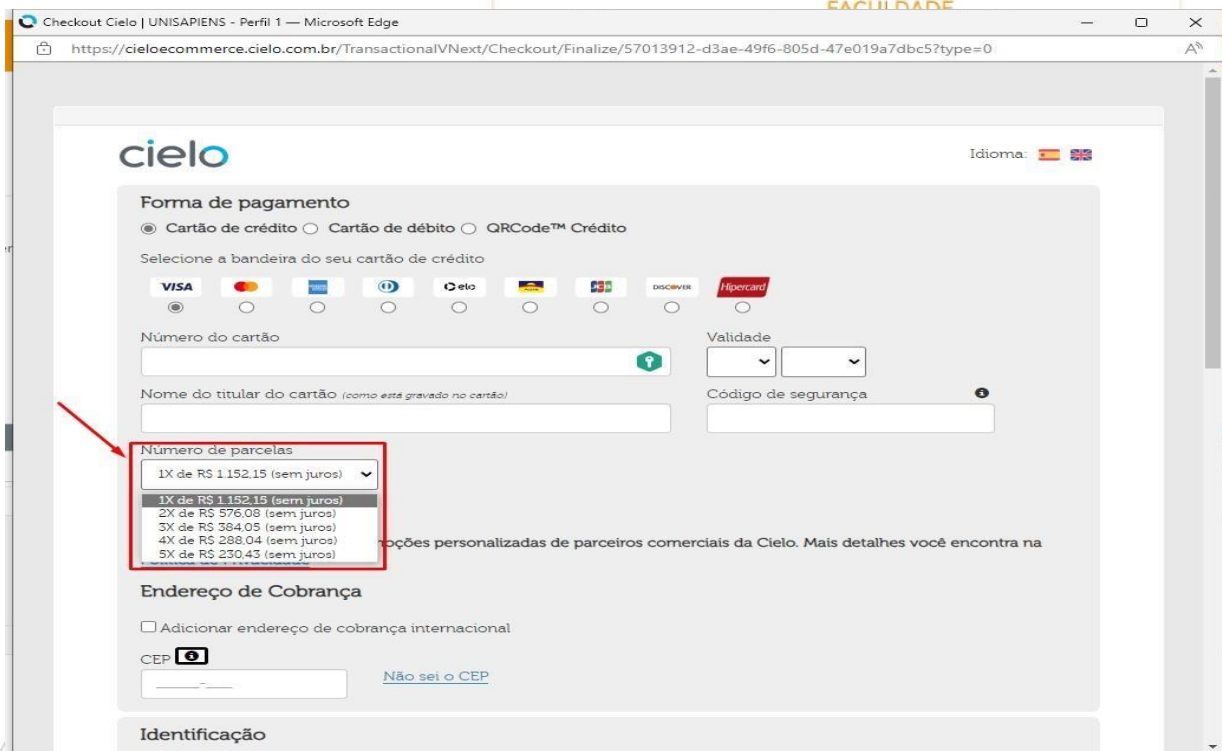 FACULDADE
Checkout Cielo | UNISAPIENS - Perfil 1 — Microsoft Edge
https://cieloecommerce.cielo.com.br/TransactionalVNext/Checkout/Finalize/57013912-d3ae-49f6-805d-47e019a7dbc5?type=0
cielo
Idioma:
Forma de pagamento
Cartão de crédito Cartão de débito QRCode™ Crédito
Selecione a bandeira do seu cartão de crédito
VISA elo JCB DISCOVER Hipercard
Número do cartão Validade
Nome do titular do cartão (como está gravado no cartão) Código de segurança
Número de parcelas
1X de R$ 1.152,15 (sem juros)
1X de R$ 1.152,15 (sem juros)
2X de R$ 576,08 (sem juros)
3X de R$ 384,05 (sem juros)
4X de R$ 288,04 (sem juros)
5X de R$ 230,43 (sem juros)
moções personalizadas de parceiros comerciais da Cielo. Mais detalhes você encontra na
Política de Privacidade
Endereço de Cobrança
Adicionar endereço de cobrança internacional
CEP
_____-___ Não sei o CEP
Identificação